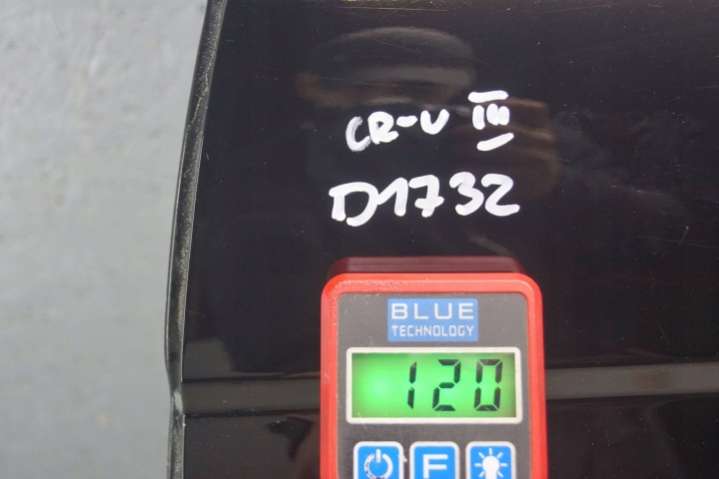 CR-V III
D1732
BLUE
TECHNOLOGY
120
F